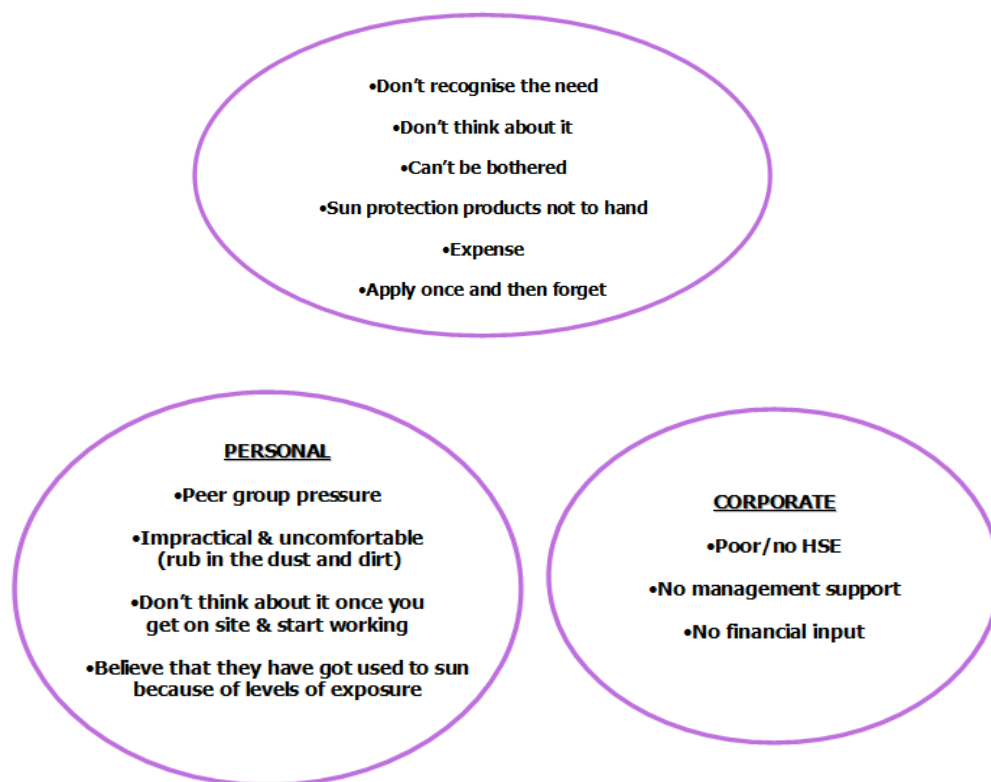 •Don't recognise the need
•Don't think about it
•Can't be bothered
•Sun protection products not to hand
•Expense
•Apply once and then forget
PERSONAL
•Peer group pressure
•Impractical & uncomfortable
(rub in the dust and dirt)
•Don't think about it once you
get on site & start working
•Believe that they have got used to sun
because of levels of exposure
CORPORATE
•Poor/no HSE
•No management support
•No financial input